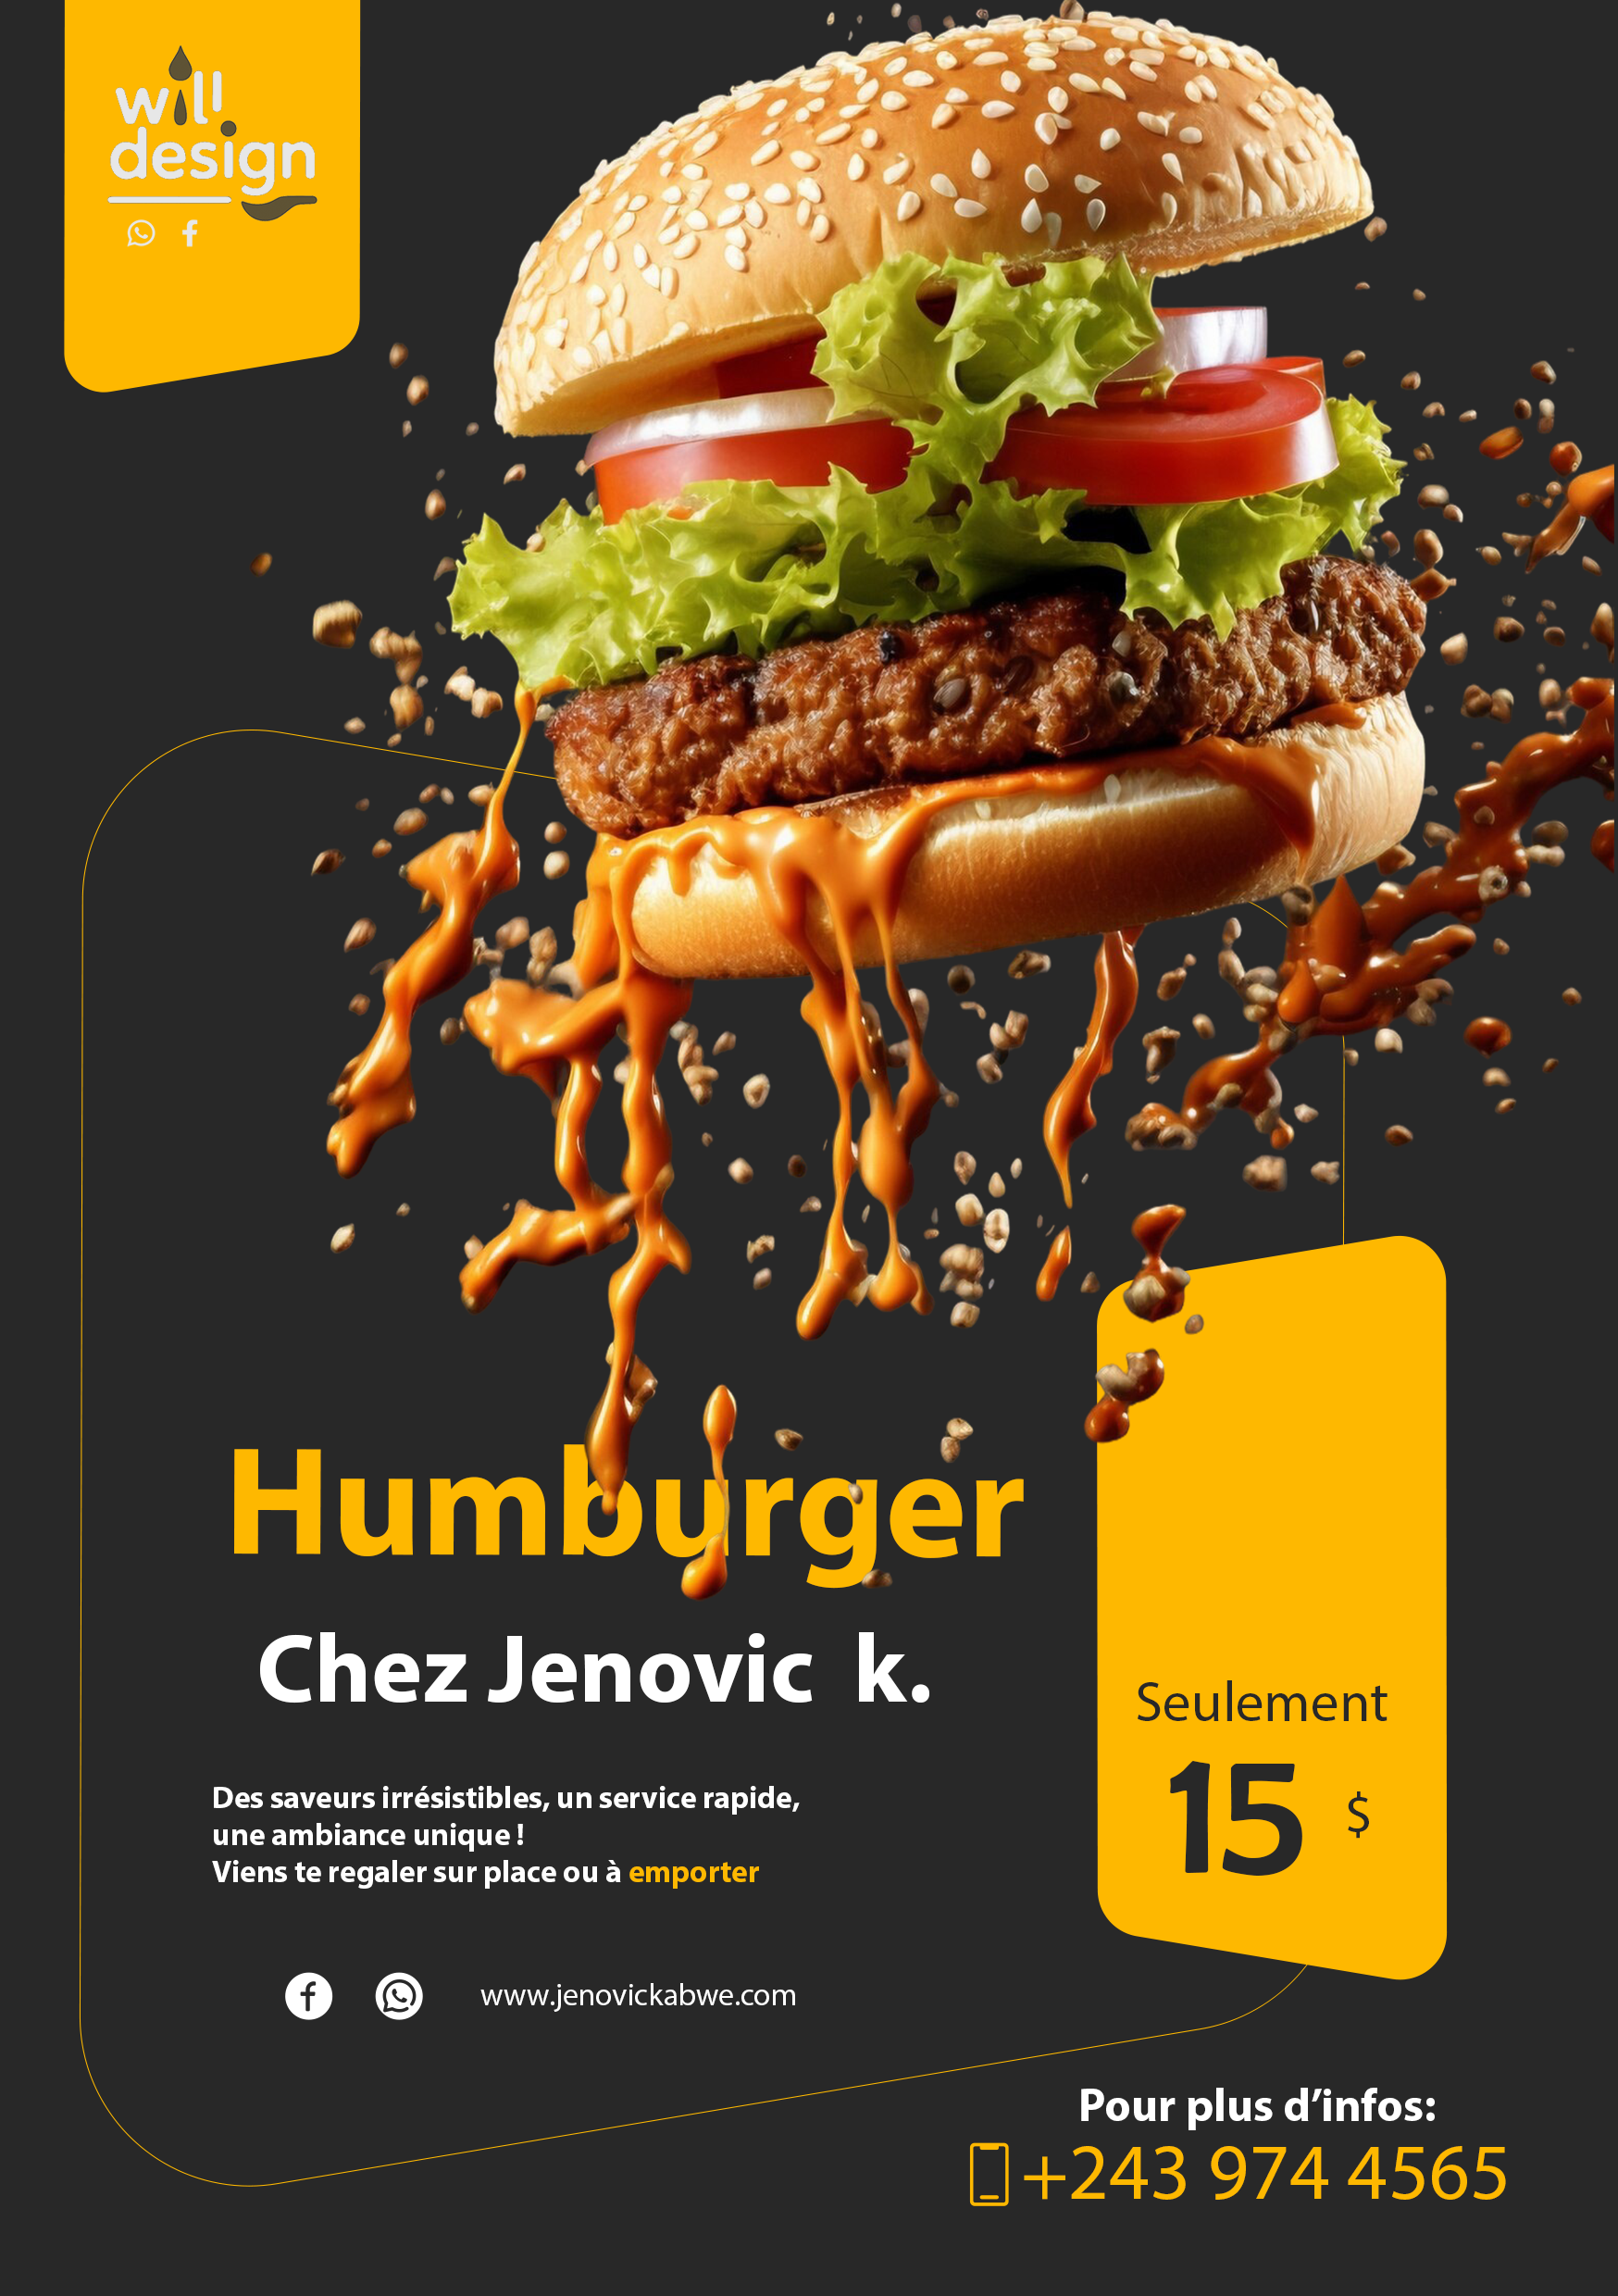 will
design
Humburger
Chez Jenovic k.
Des saveurs irrésistibles, un service rapide,
une ambiance unique !
Viens te regaler sur place ou à emporter
www.jenovickabwe.com
Seulement
15 $
Pour plus d’infos:
+243 974 4565